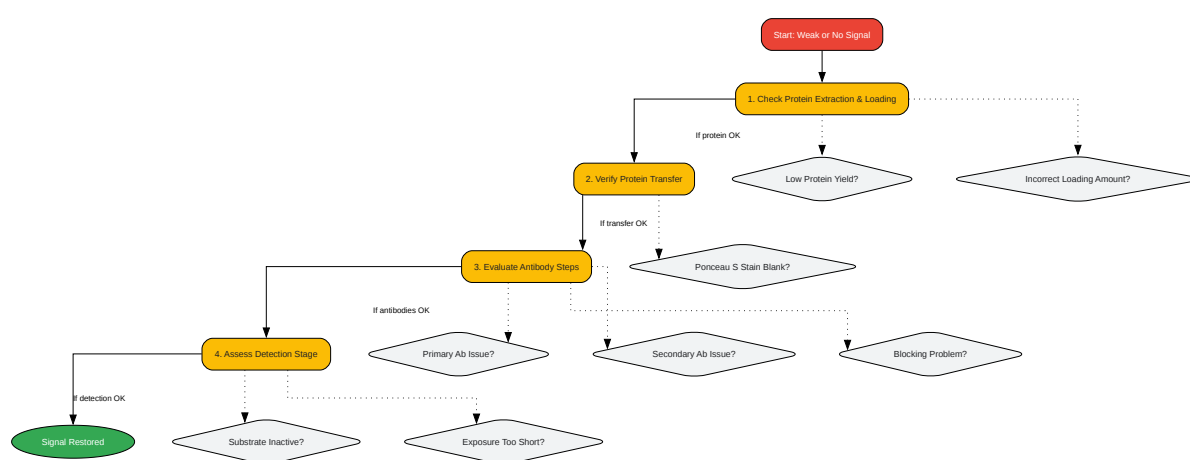 Start: Weak or No Signal
1. Check Protein Extraction & Loading
If protein OK
2. Verify Protein Transfer
Low Protein Yield?
Incorrect Loading Amount?
If transfer OK
3. Evaluate Antibody Steps
Ponceau S Stain Blank?
If antibodies OK
4. Assess Detection Stage
Primary Ab Issue?
Secondary Ab Issue?
Blocking Problem?
If detection OK
Signal Restored
Substrate Inactive?
Exposure Too Short?